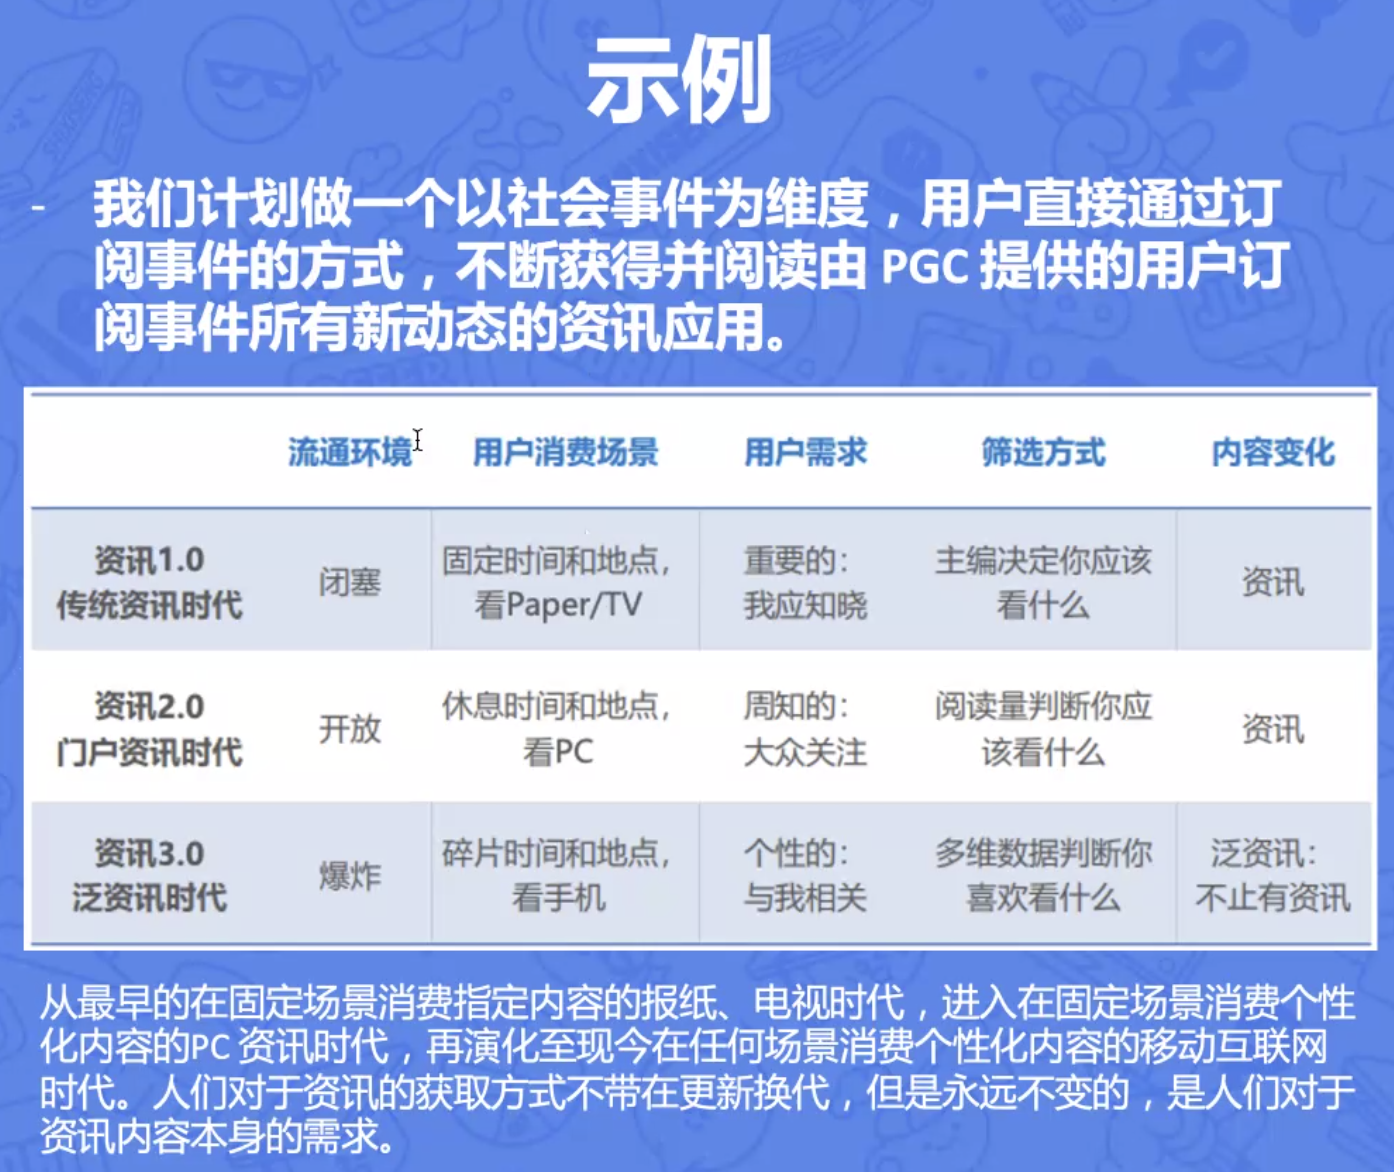 示例
- 我们计划做一个以社会事件为维度，用户直接通过订
阅事件的方式，不断获得并阅读由 PGC 提供的用户订
阅事件所有新动态的资讯应用。
流通环境 用户消费场景 用户需求 筛选方式 内容变化
资讯1.0
传统资讯时代
闭塞
固定时间和地点，
看Paper/TV
重要的：
我应知晓
主编决定你应该
看什么
资讯
资讯2.0
门户资讯时代
开放
休息时间和地点，
看PC
周知的：
大众关注
阅读量判断你应
该看什么
资讯
资讯3.0
泛资讯时代
爆炸
碎片时间和地点，
看手机
个性的：
与我相关
多维数据判断你
喜欢看什么
泛资讯：
不止有资讯
从最早的在固定场景消费指定内容的报纸、电视时代，进入在固定场景消费个性
化内容的PC 资讯时代，再演化至现今在任何场景消费个性化内容的移动互联网
时代。人们对于资讯的获取方式不带在更新换代，但是永远不变的，是人们对于
资讯内容本身的需求。